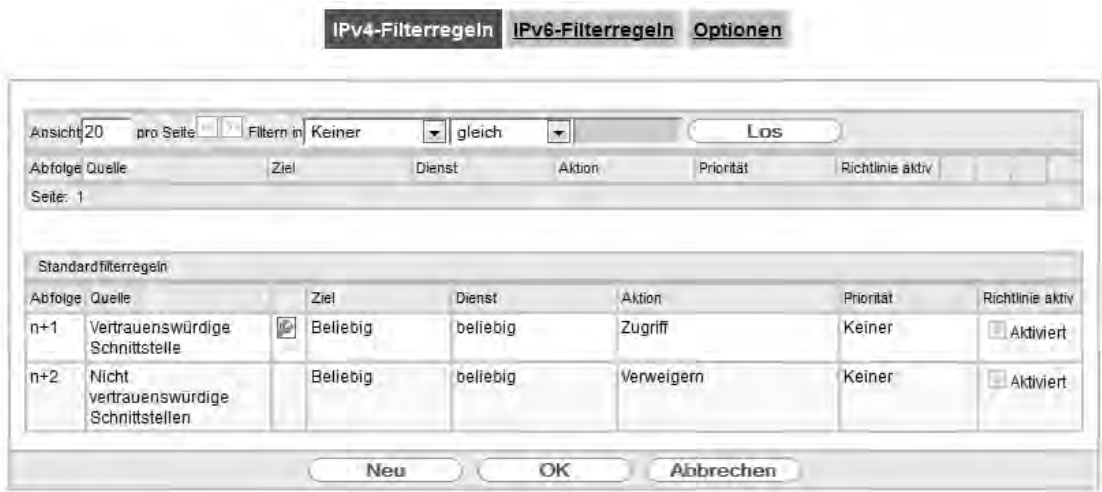 IPv4-Filterregeln IPv6-Filterregeln Optionen
Ansicht 20 pro Seite Filtern in Keiner gleich Los
Abfolge Quelle Ziel Dienst Aktion Priorität Richtlinie aktiv
Seite: 1
Standardfilterregeln
Abfolge Quelle Ziel Dienst Aktion Priorität Richtlinie aktiv
n+1 Vertrauenswürdige Beliebig beliebig Zugriff Keiner Aktiviert
Schnittstelle
n+2 Nicht Beliebig beliebig Verweigern Keiner Aktiviert
vertrauenswürdige
Schnittstellen
Neu OK Abbrechen